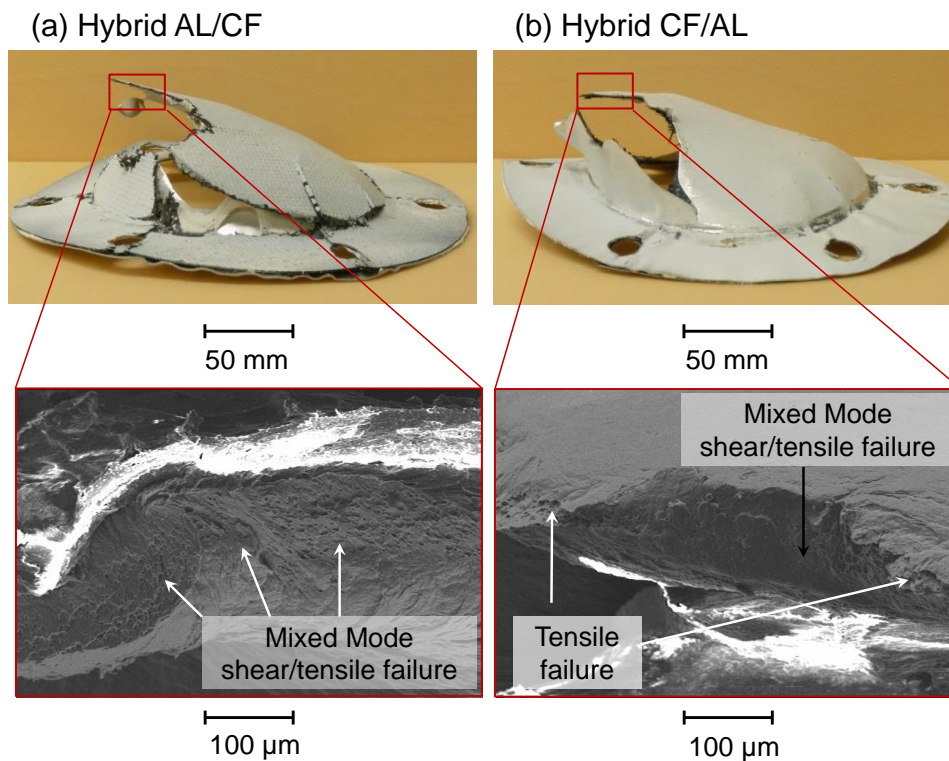 (a) Hybrid AL/CF
(b) Hybrid CF/AL
50 mm
50 mm
Mixed Mode
shear/tensile failure
Mixed Mode
shear/tensile failure
Tensile
failure
100 µm
100 µm